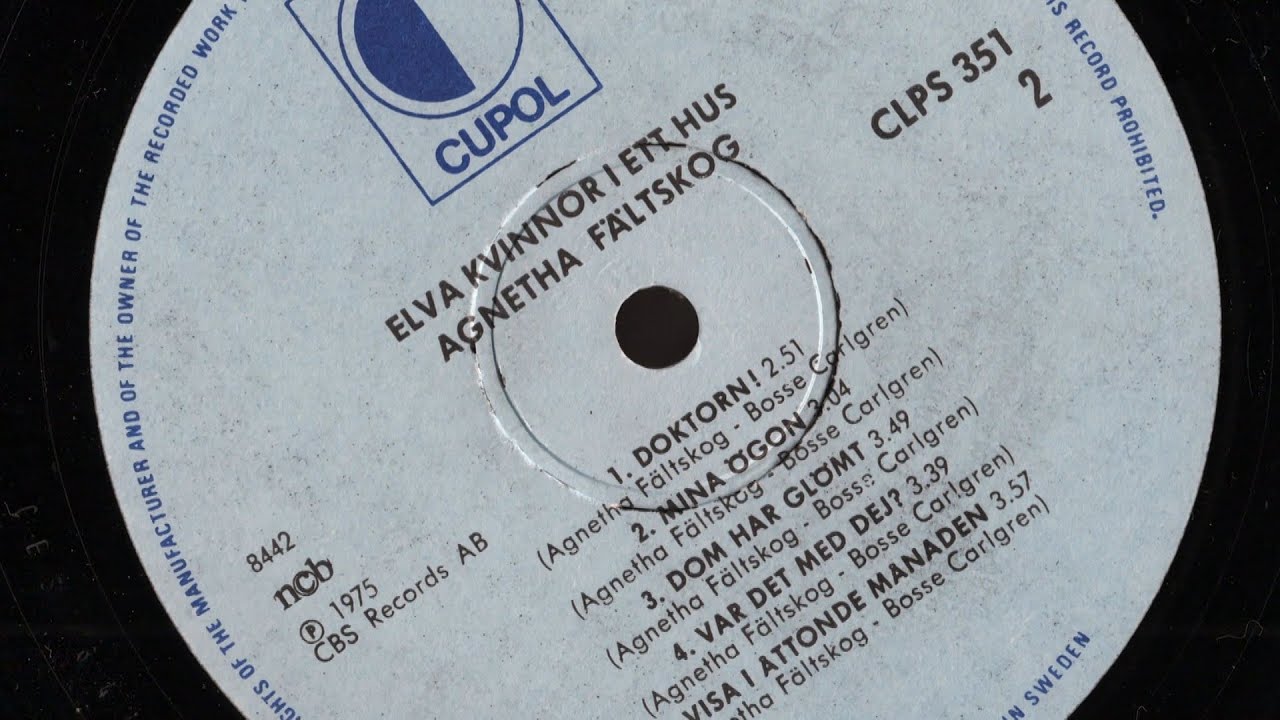 RIGHTS OF THE MANUFACTURER AND OF THE OWNER OF THE RECORDED WORK
THIS RECORD PROHIBITED.
IN SWEDEN
CUPOL
CLPS 351
2
ELVA KVINNOR I ETT HUS
AGNETHA FÄLTSKOG
1. DOKTORN! 2.51
(Agnetha Fältskog - Bosse Carlgren)
2. MINA ÖGON 3.04
(Agnetha Fältskog - Bosse Carlgren)
3. DOM HAR GLÖMT 3.49
(Agnetha Fältskog - Bosse Carlgren)
4. VAR DET MED DEJ? 3.39
(Agnetha Fältskog - Bosse Carlgren)
VISA I ÅTTONDE MÅNADEN 3.57
Fältskog - Bosse Carlgren)
8442
ncb
Ⓟ 1975
CBS Records AB